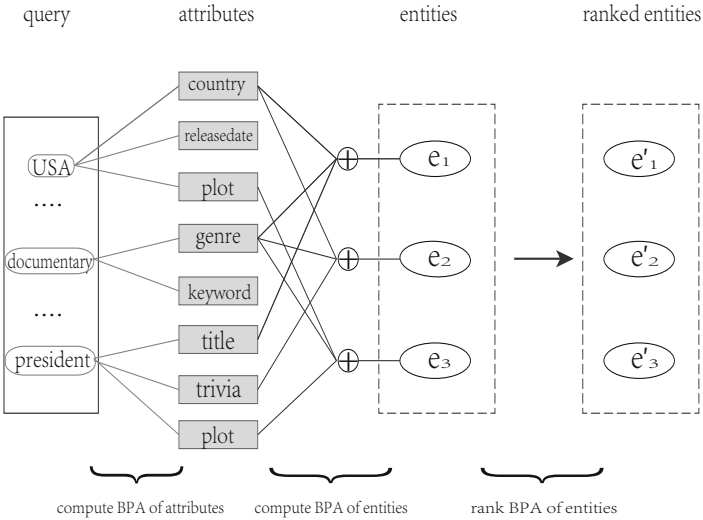 query
attributes
entities
ranked entities
country
releasedate
USA
plot
....
genre
documentary
keyword
....
title
president
trivia
plot
e1
e2
e3
e'1
e'2
e'3
compute BPA of attributes
compute BPA of entities
rank BPA of entities